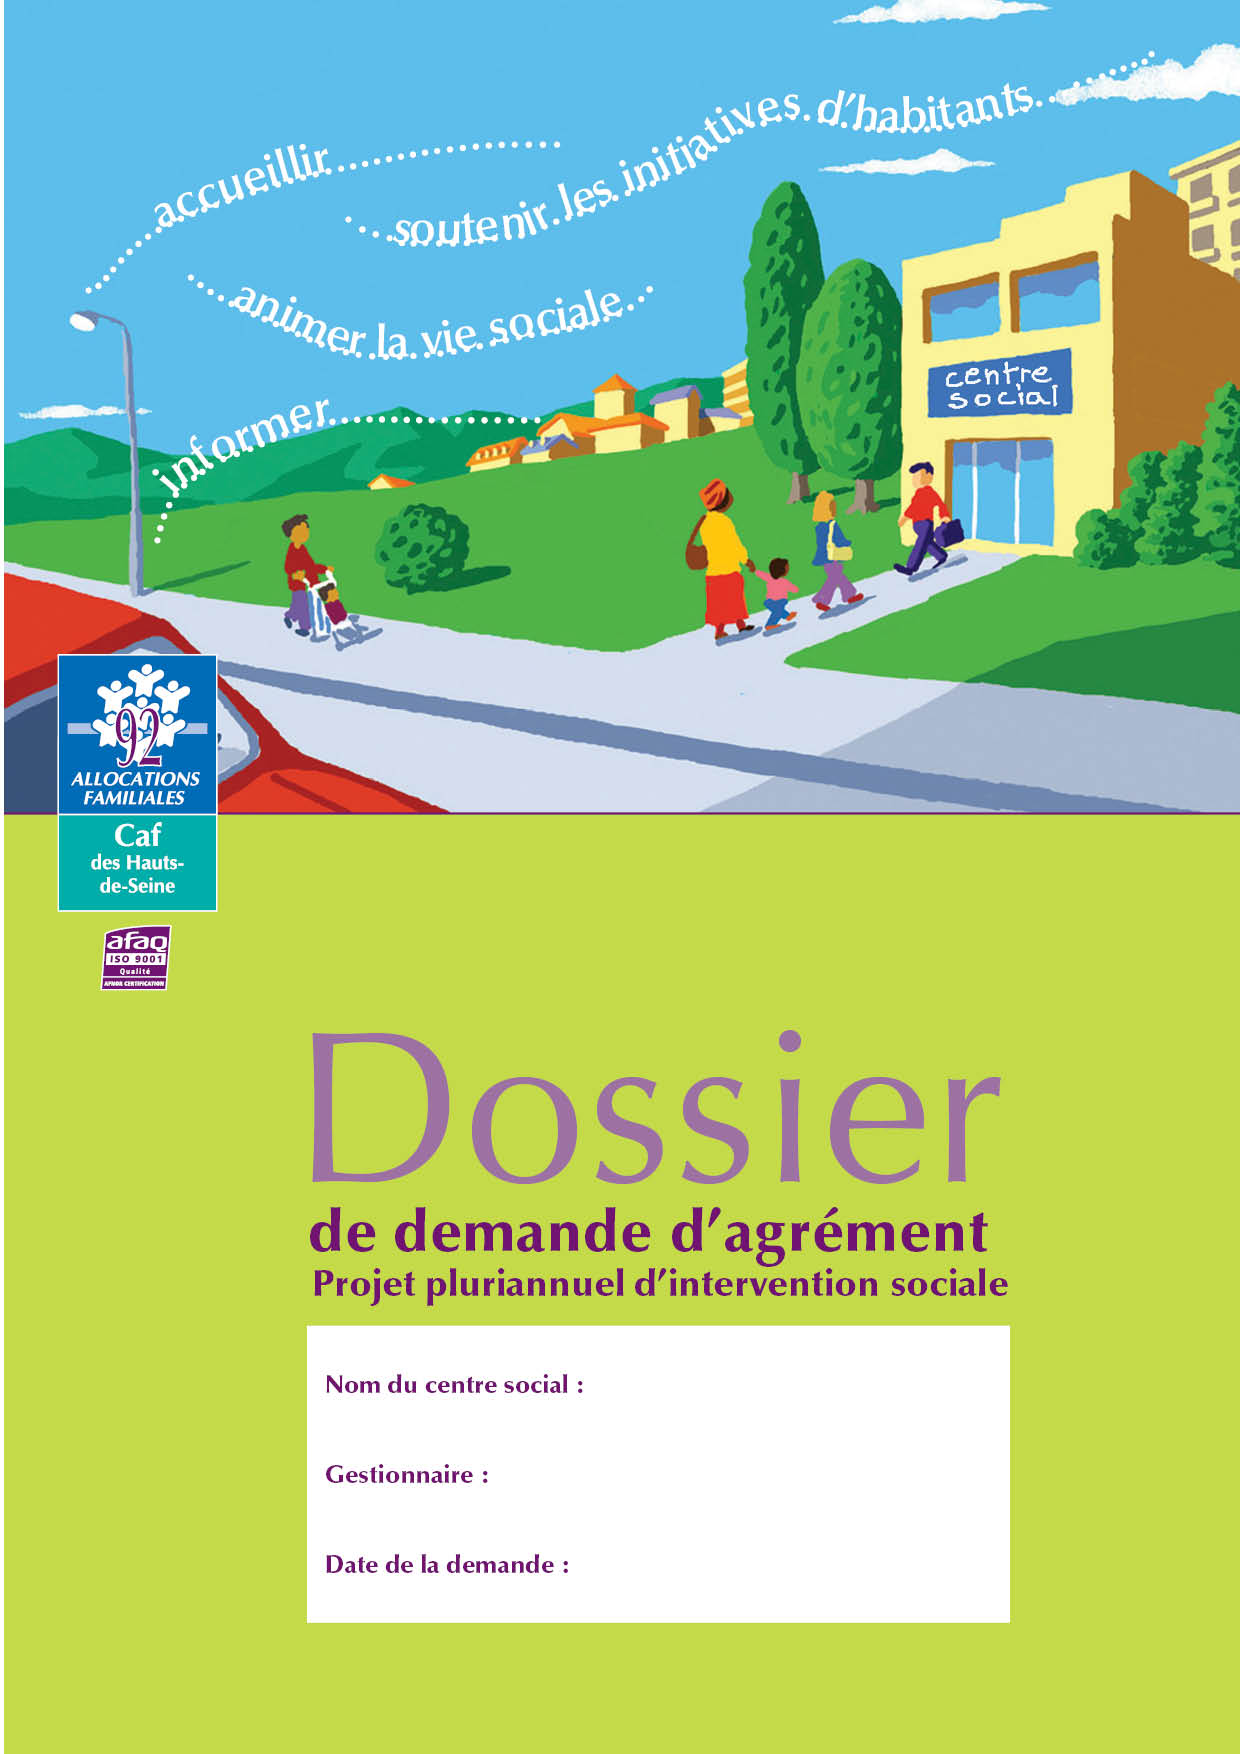 accueillir
soutenir les initiatives d'habitants
animer la vie sociale
informer
centre
social
92
ALLOCATIONS
FAMILIALES
Caf
des Hauts-
de-Seine
afaq
ISO 9001
Qualité
AFNOR CERTIFICATION
Dossier
de demande d'agrément
Projet pluriannuel d'intervention sociale
Nom du centre social :
Gestionnaire :
Date de la demande :